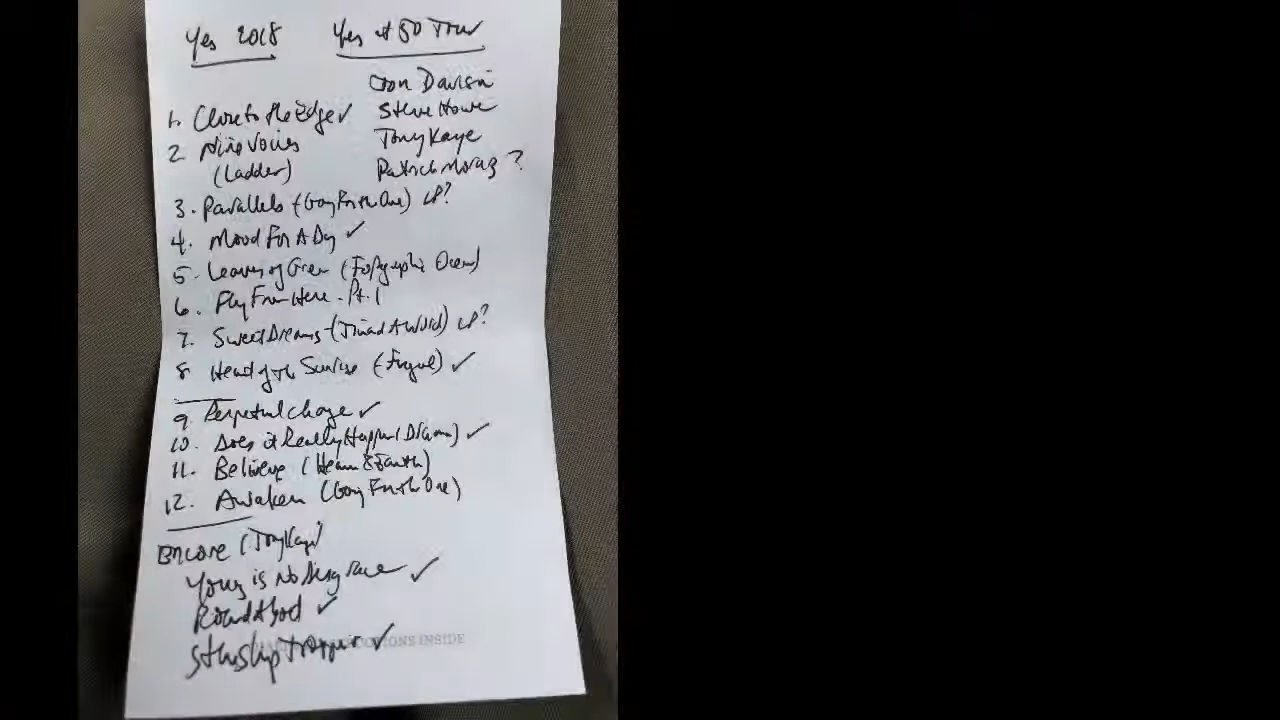 Yes 2018 Yes at 50 Tour
Jon Davison
1. Close to the Edge ✓ Steve Howe
2. Nine Voices Tony Kaye
(Ladder) Patrick Moraz ?
3. Parallels (Going For the One) LP?
4. Mood For A Day ✓
5. Leaves of Green (Topographic Ocean)
6. Fly From Here - Pt. 1
7. Sweet Dreams - (Time and A Word) LP?
8 Heart of the Sunrise (Fragile) ✓
9. Perpetual Change ✓
10. Does it Really Happen (Drama) ✓
11. Believe (Heaven & Earth)
12. Awaken (Going For the One)
Encore (Tony Kaye)
Yours is No Disgrace ✓
Roundabout ✓
Starship Trooper ✓
INSIDE